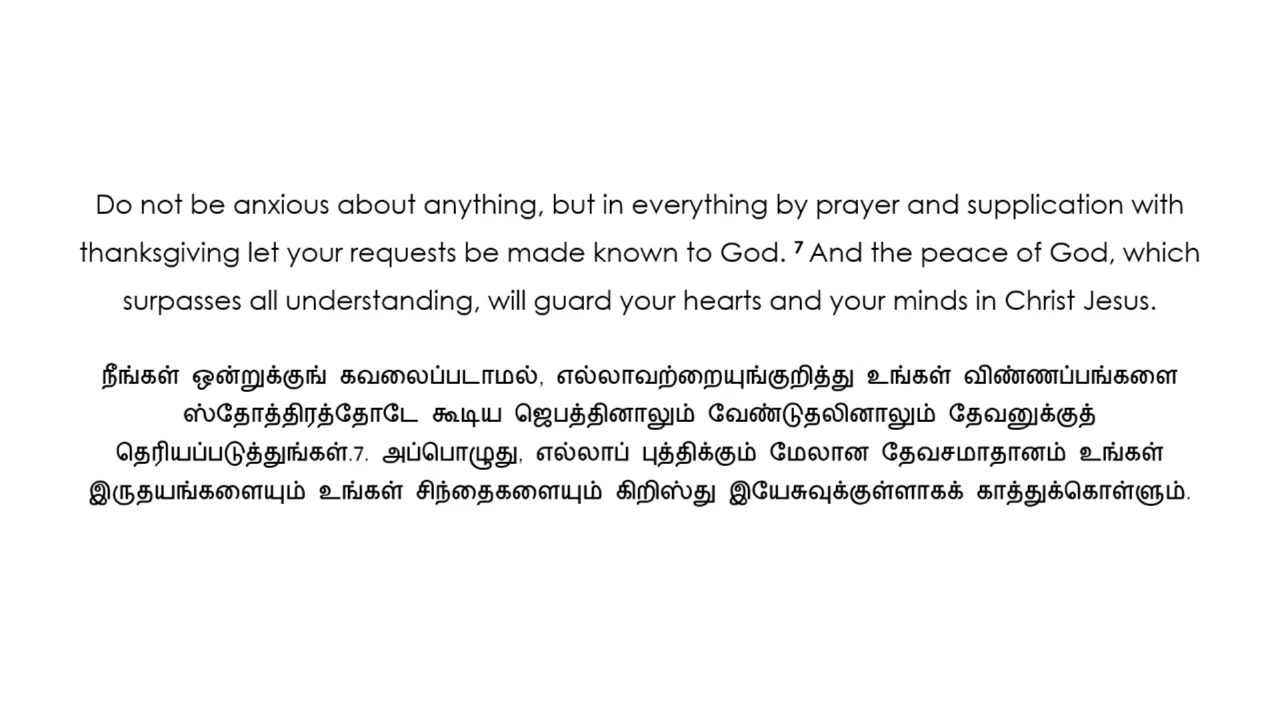 Do not be anxious about anything, but in everything by prayer and supplication with
thanksgiving let your requests be made known to God. ⁷ And the peace of God, which
surpasses all understanding, will guard your hearts and your minds in Christ Jesus.
நீங்கள் ஒன்றுக்குங் கவலைப்படாமல், எல்லாவற்றையுங்குறித்து உங்கள் விண்ணப்பங்களை
ஸ்தோத்திரத்தோடே கூடிய ஜெபத்தினாலும் வேண்டுதலினாலும் தேவனுக்குத்
தெரியப்படுத்துங்கள்.7. அப்பொழுது, எல்லாப் புத்திக்கும் மேலான தேவசமாதானம் உங்கள்
இருதயங்களையும் உங்கள் சிந்தைகளையும் கிறிஸ்து இயேசுவுக்குள்ளாகக் காத்துக்கொள்ளும்.